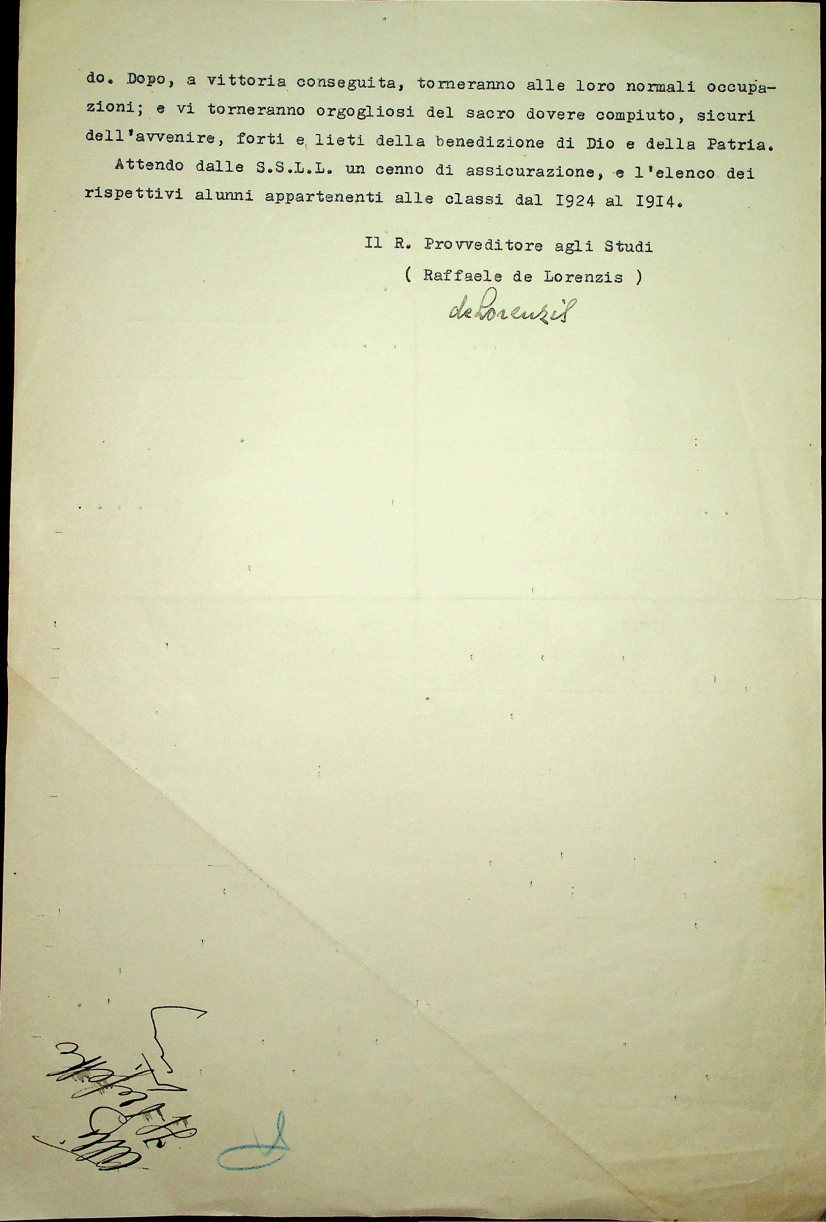 do. Dopo, a vittoria conseguita, torneranno alle loro normali occupa-
zioni; e vi torneranno orgogliosi del sacro dovere compiuto, sicuri
dell'avvenire, forti e lieti della benedizione di Dio e della Patria.
Attendo dalle S.S.L.L. un cenno di assicurazione, e l'elenco dei
rispettivi alunni appartenenti alle classi dal I924 al I9I4.
Il R. Provveditore agli Studi
( Raffaele de Lorenzis )
deLorenzis